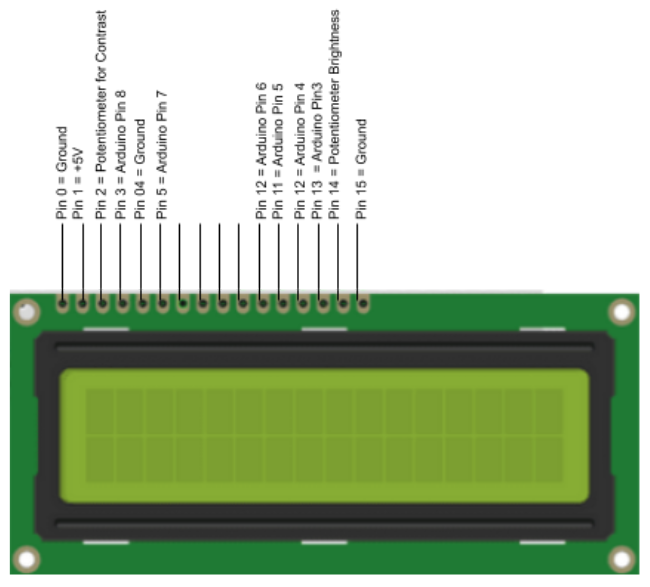 Pin 0 = Ground
Pin 1 = +5V
Pin 2 = Potentiometer for Contrast
Pin 3 = Arduino Pin 8
Pin 04 = Ground
Pin 5 = Arduino Pin 7
Pin 12 = Arduino Pin 6
Pin 11 = Arduino Pin 5
Pin 12 = Arduino Pin 4
Pin 13 = Arduino Pin3
Pin 14 = Potentiometer Brightness
Pin 15 = Ground